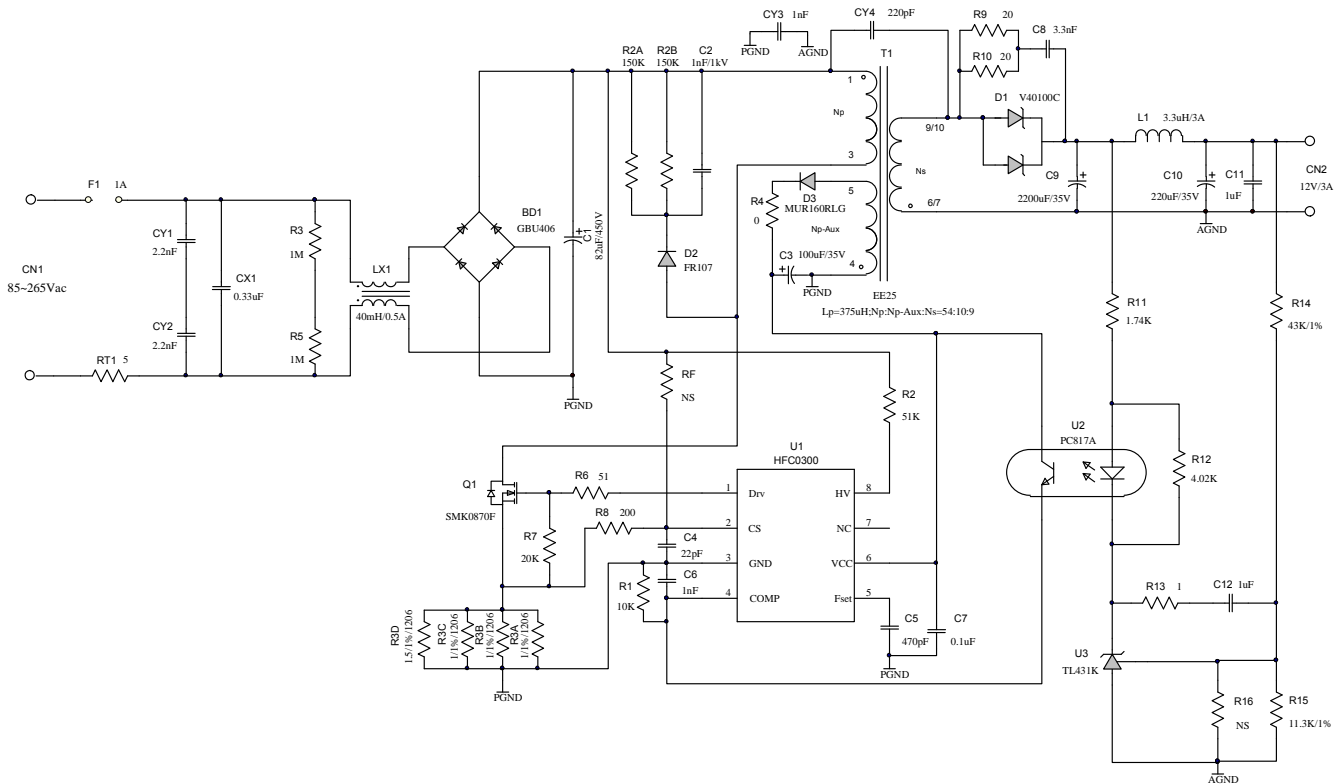 CY3 1nF
PGND
AGND
CY4 220pF
R9 20
R10 20
C8 3.3nF
R2A
150K
R2B
150K
C2
1nF/1kV
T1
1
Np
3
9/10
Ns
6/7
D1 V40100C
L1 3.3uH/3A
C9
2200uF/35V
C10
220uF/35V
C11
1uF
CN2
12V/3A
AGND
F1 1A
CN1
85~265Vac
CY1
2.2nF
CY2
2.2nF
CX1
0.33uF
R3
1M
R5
1M
LX1
40mH/0.5A
RT1 5
BD1
GBU406
C1
82uF/450V
PGND
D2
FR107
R4
0
D3
MUR160RLG
5
Np-Aux
4
C3 100uF/35V
PGND
EE25
Lp=375uH;Np:Np-Aux:Ns=54:10:9
R11
1.74K
R14
43K/1%
RF
NS
R2
51K
U1
HFC0300
1 Drv
2 CS
3 GND
4 COMP
HV 8
NC 7
VCC 6
Fset 5
Q1
SMK0870F
R6 51
R7
20K
R8 200
C4
22pF
C6
1nF
R1
10K
C5
470pF
C7
0.1uF
PGND
R3D
1.5/1%/1206
R3C
1/1%/1206
R3B
1/1%/1206
R3A
1/1%/1206
PGND
U2
PC817A
R12
4.02K
R13 1
C12 1uF
U3
TL431K
R16
NS
R15
11.3K/1%
AGND